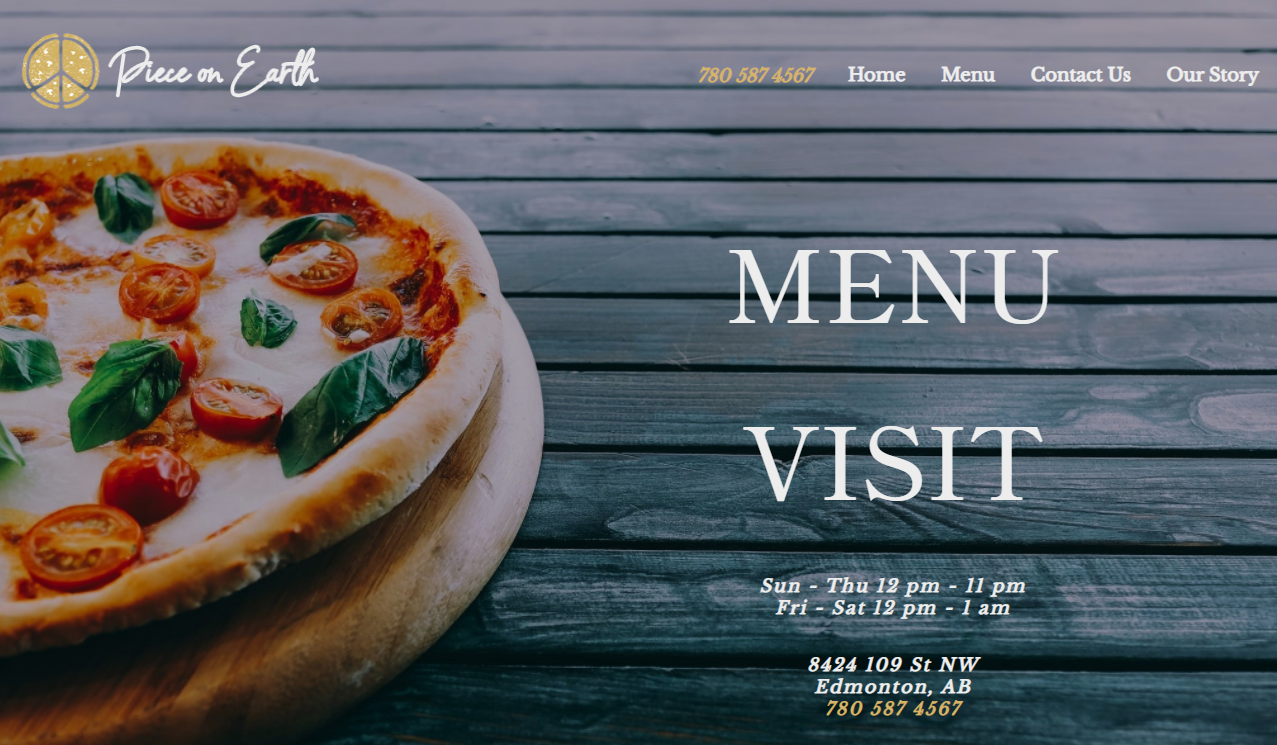 Piece on Earth
780 587 4567 Home Menu Contact Us Our Story
MENU
VISIT
Sun - Thu 12 pm - 11 pm
Fri - Sat 12 pm - 1 am
8424 109 St NW
Edmonton, AB
780 587 4567